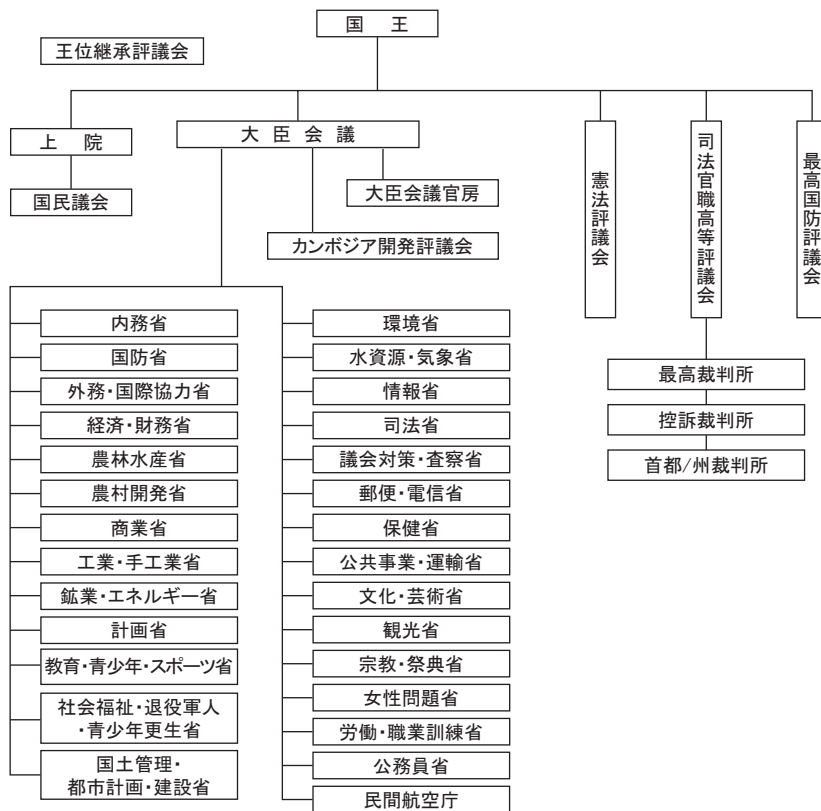 国王
王位継承評議会
上院
大臣会議
国民議会
大臣会議官房
カンボジア開発評議会
憲法評議会
司法官職高等評議会
最高国防評議会
内務省
国防省
外務・国際協力省
経済・財務省
農林水産省
農村開発省
商業省
工業・手工業省
鉱業・エネルギー省
計画省
教育・青少年・スポーツ省
社会福祉・退役軍人
・青少年更生省
国土管理・
都市計画・建設省
環境省
水資源・気象省
情報省
司法省
議会対策・査察省
郵便・電信省
保健省
公共事業・運輸省
文化・芸術省
観光省
宗教・祭典省
女性問題省
労働・職業訓練省
公務員省
民間航空庁
最高裁判所
控訴裁判所
首都/州裁判所